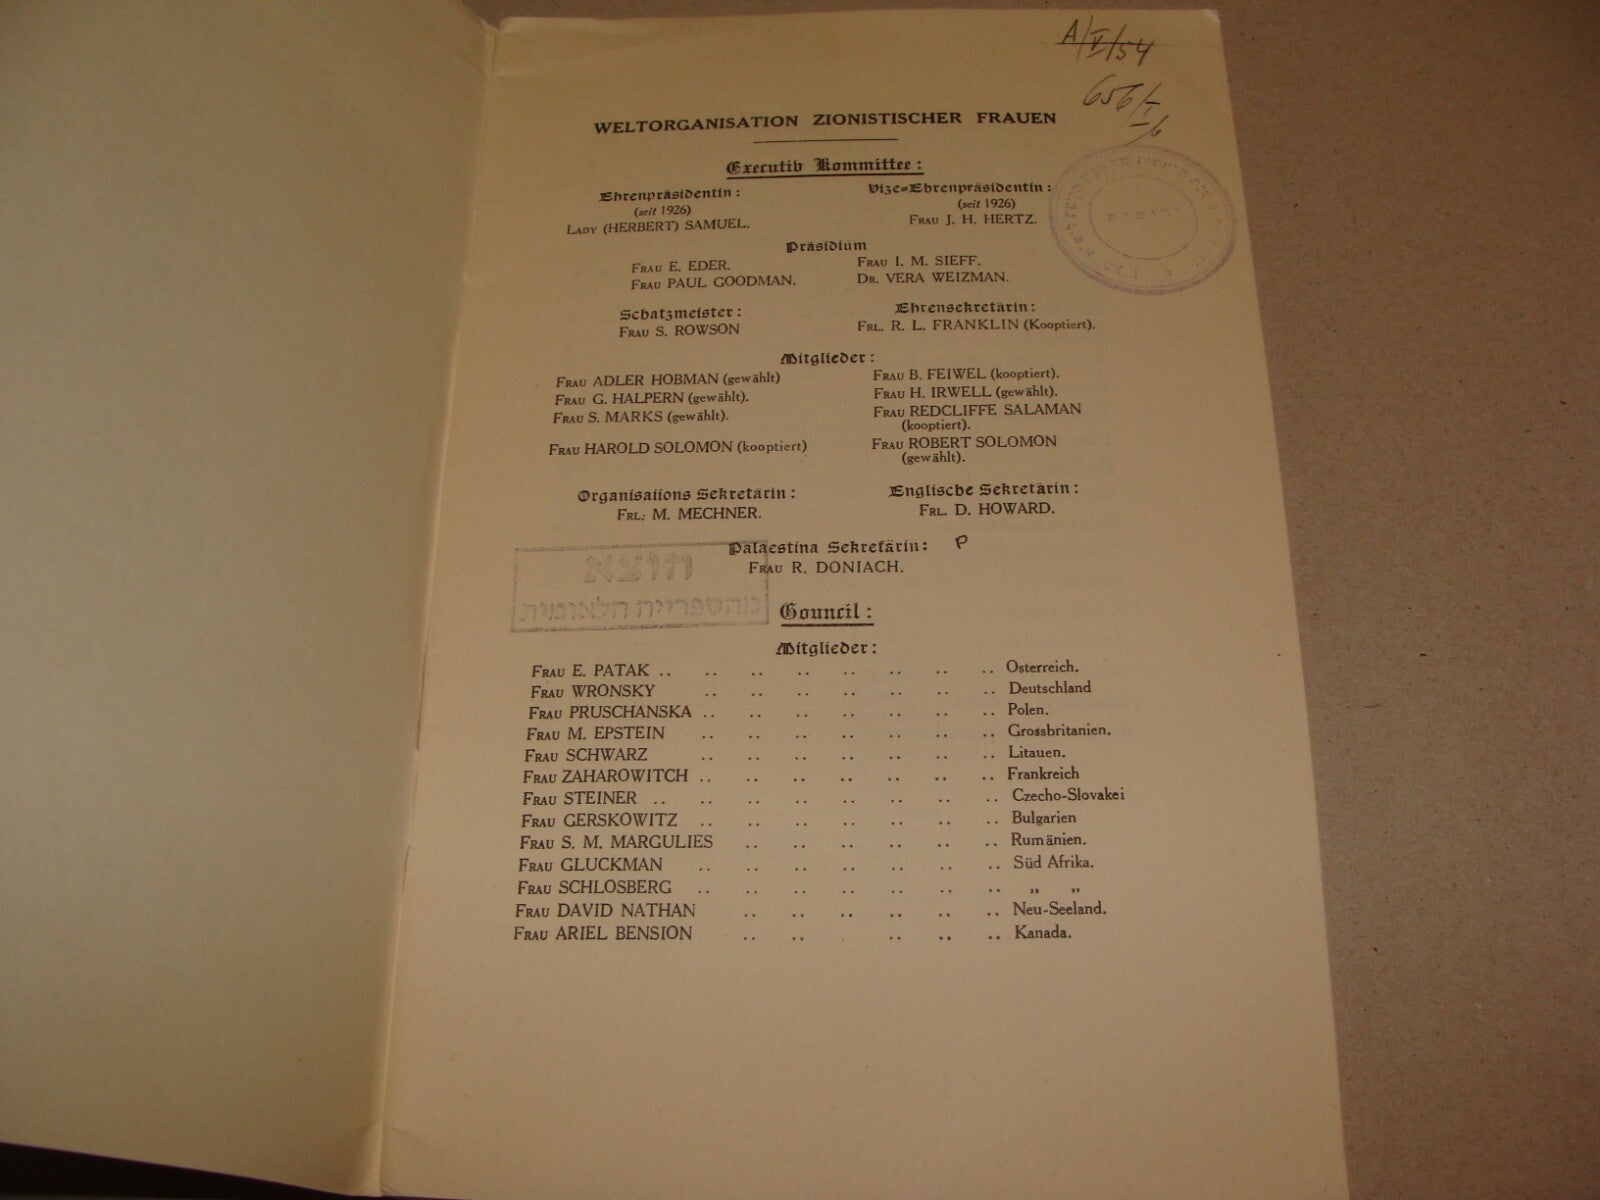 A/V/54
656/I
WELTORGANISATION ZIONISTISCHER FRAUEN
Executiv Kommittee:
Ehrenpräsidentin: Vize=Ehrenpräsidentin:
(seit 1926) (seit 1926)
LADY (HERBERT) SAMUEL. FRAU J. H. HERTZ.
Präsidium
FRAU E. EDER. FRAU I. M. SIEFF.
FRAU PAUL GOODMAN. DR. VERA WEIZMAN.
Schatzmeister: Ehrensekretärin:
FRAU S. ROWSON FRL. R. L. FRANKLIN (Kooptiert).
Mitglieder:
FRAU ADLER HOBMAN (gewählt) FRAU B. FEIWEL (kooptiert).
FRAU G. HALPERN (gewählt). FRAU H. IRWELL (gewählt).
FRAU S. MARKS (gewählt). FRAU REDCLIFFE SALAMAN
(kooptiert).
FRAU HAROLD SOLOMON (kooptiert) FRAU ROBERT SOLOMON
(gewählt).
Organisations Sekretärin: Englische Sekretärin:
FRL: M. MECHNER. FRL. D. HOWARD.
Palaestina Sekretärin: P
FRAU R. DONIACH.
הוצא
מהספרייה הלאומית
Council:
Mitglieder:
FRAU E. PATAK .. .. .. .. .. .. .. .. Osterreich.
FRAU WRONSKY .. .. .. .. .. .. .. Deutschland
FRAU PRUSCHANSKA .. .. .. .. .. .. .. Polen.
FRAU M. EPSTEIN .. .. .. .. .. .. .. Grossbritanien.
FRAU SCHWARZ .. .. .. .. .. .. .. Litauen.
FRAU ZAHAROWITCH .. .. .. .. .. .. .. Frankreich
FRAU STEINER .. .. .. .. .. .. .. .. Czecho-Slovakei
FRAU GERSKOWITZ .. .. .. .. .. .. .. Bulgarien
FRAU S. M. MARGULIES .. .. .. .. .. .. Rumänien.
FRAU GLUCKMAN .. .. .. .. .. .. .. Süd Afrika.
FRAU SCHLOSBERG .. .. .. .. .. .. .. „ „
FRAU DAVID NATHAN .. .. .. .. .. .. Neu-Seeland.
FRAU ARIEL BENSION .. .. . .. .. .. Kanada.